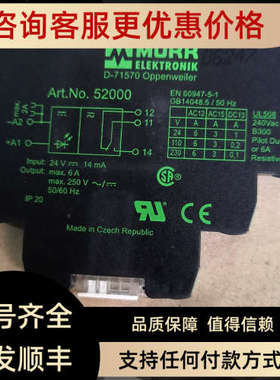 咨询客服更优惠价格
MURR
ELEKTRONIK
D-71570 Oppenweiler
Art.No. 52000
EN 60947-5-1
GB14048.5 / 50 Hz
AC12 AC15 DC13
V A A A
24 6 3 1
110 6 3 0,2
230 6 3 0,1
UL508
240Vac
B300
Pilot Du
or 6A
Resistive
max.
-A2
+A1
12
11
14
Input: 24 V 14 mA
Output: max. 6 A
max. 250 V
50/60 Hz
IP 20
Made in Czech Republic
号齐全
品质保障 值得信赖
发顺丰
支持任何付款方式